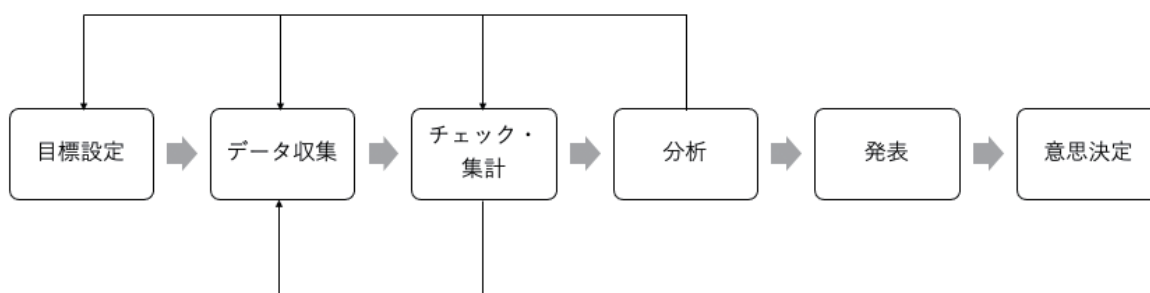 目標設定
データ収集
チェック・
集計
分析
発表
意思決定